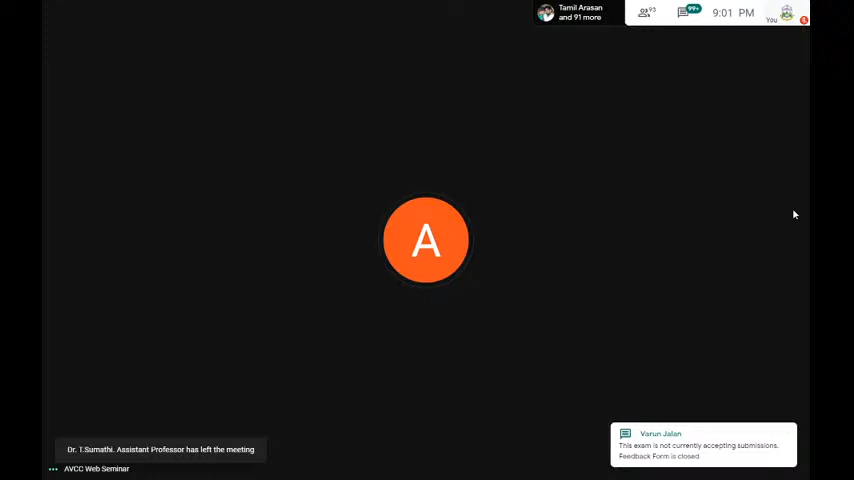 Tamil Arasan
and 91 more
93
99+
9:01 PM
You
A
Dr. T.Sumathi. Assistant Professor has left the meeting
AVCC Web Seminar
Varun Jalan
This exam is not currently accepting submissions.
Feedback Form is closed